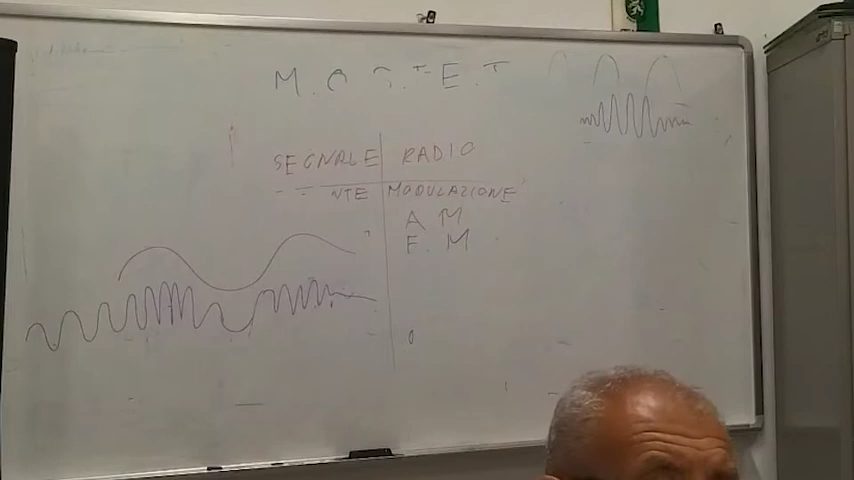 M.O.S.F.E.T
SEGNALE RADIO
MODULAZIONE
A M
F. M